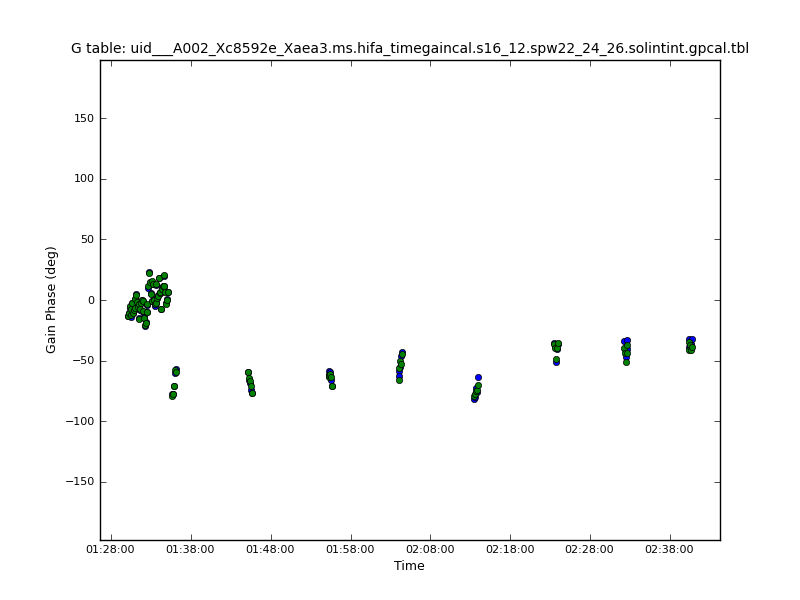 G table: uid___A002_Xc8592e_Xaea3.ms.hifa_timegaincal.s16_12.spw22_24_26.solintint.gpcal.tbl
Gain Phase (deg)
150
100
50
0
−50
−100
−150
01:28:00 01:38:00 01:48:00 01:58:00 02:08:00 02:18:00 02:28:00 02:38:00
Time